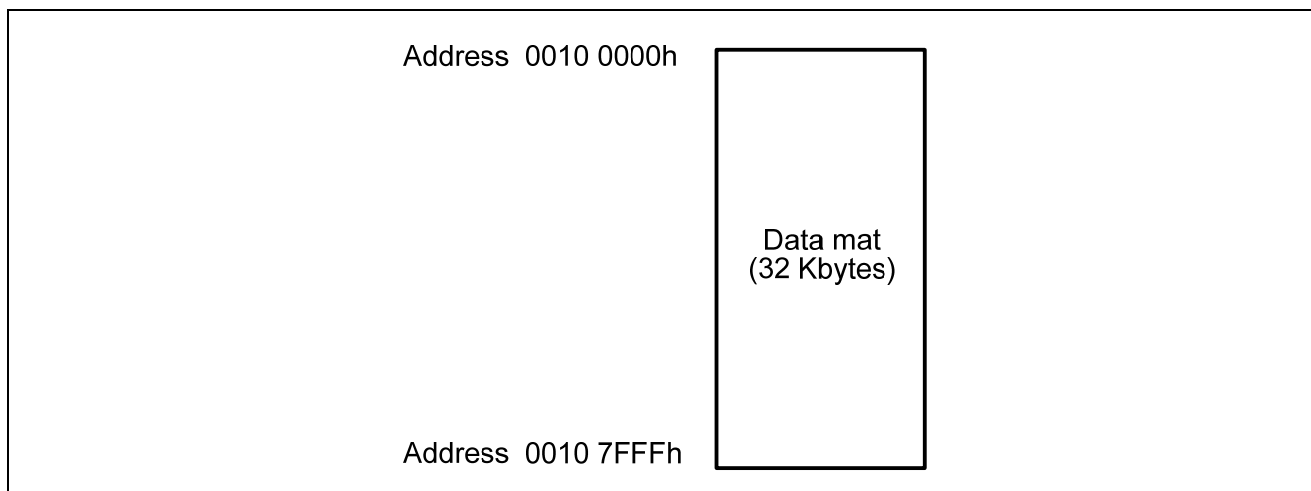 Address 0010 0000h
Data mat
(32 Kbytes)
Address 0010 7FFFh